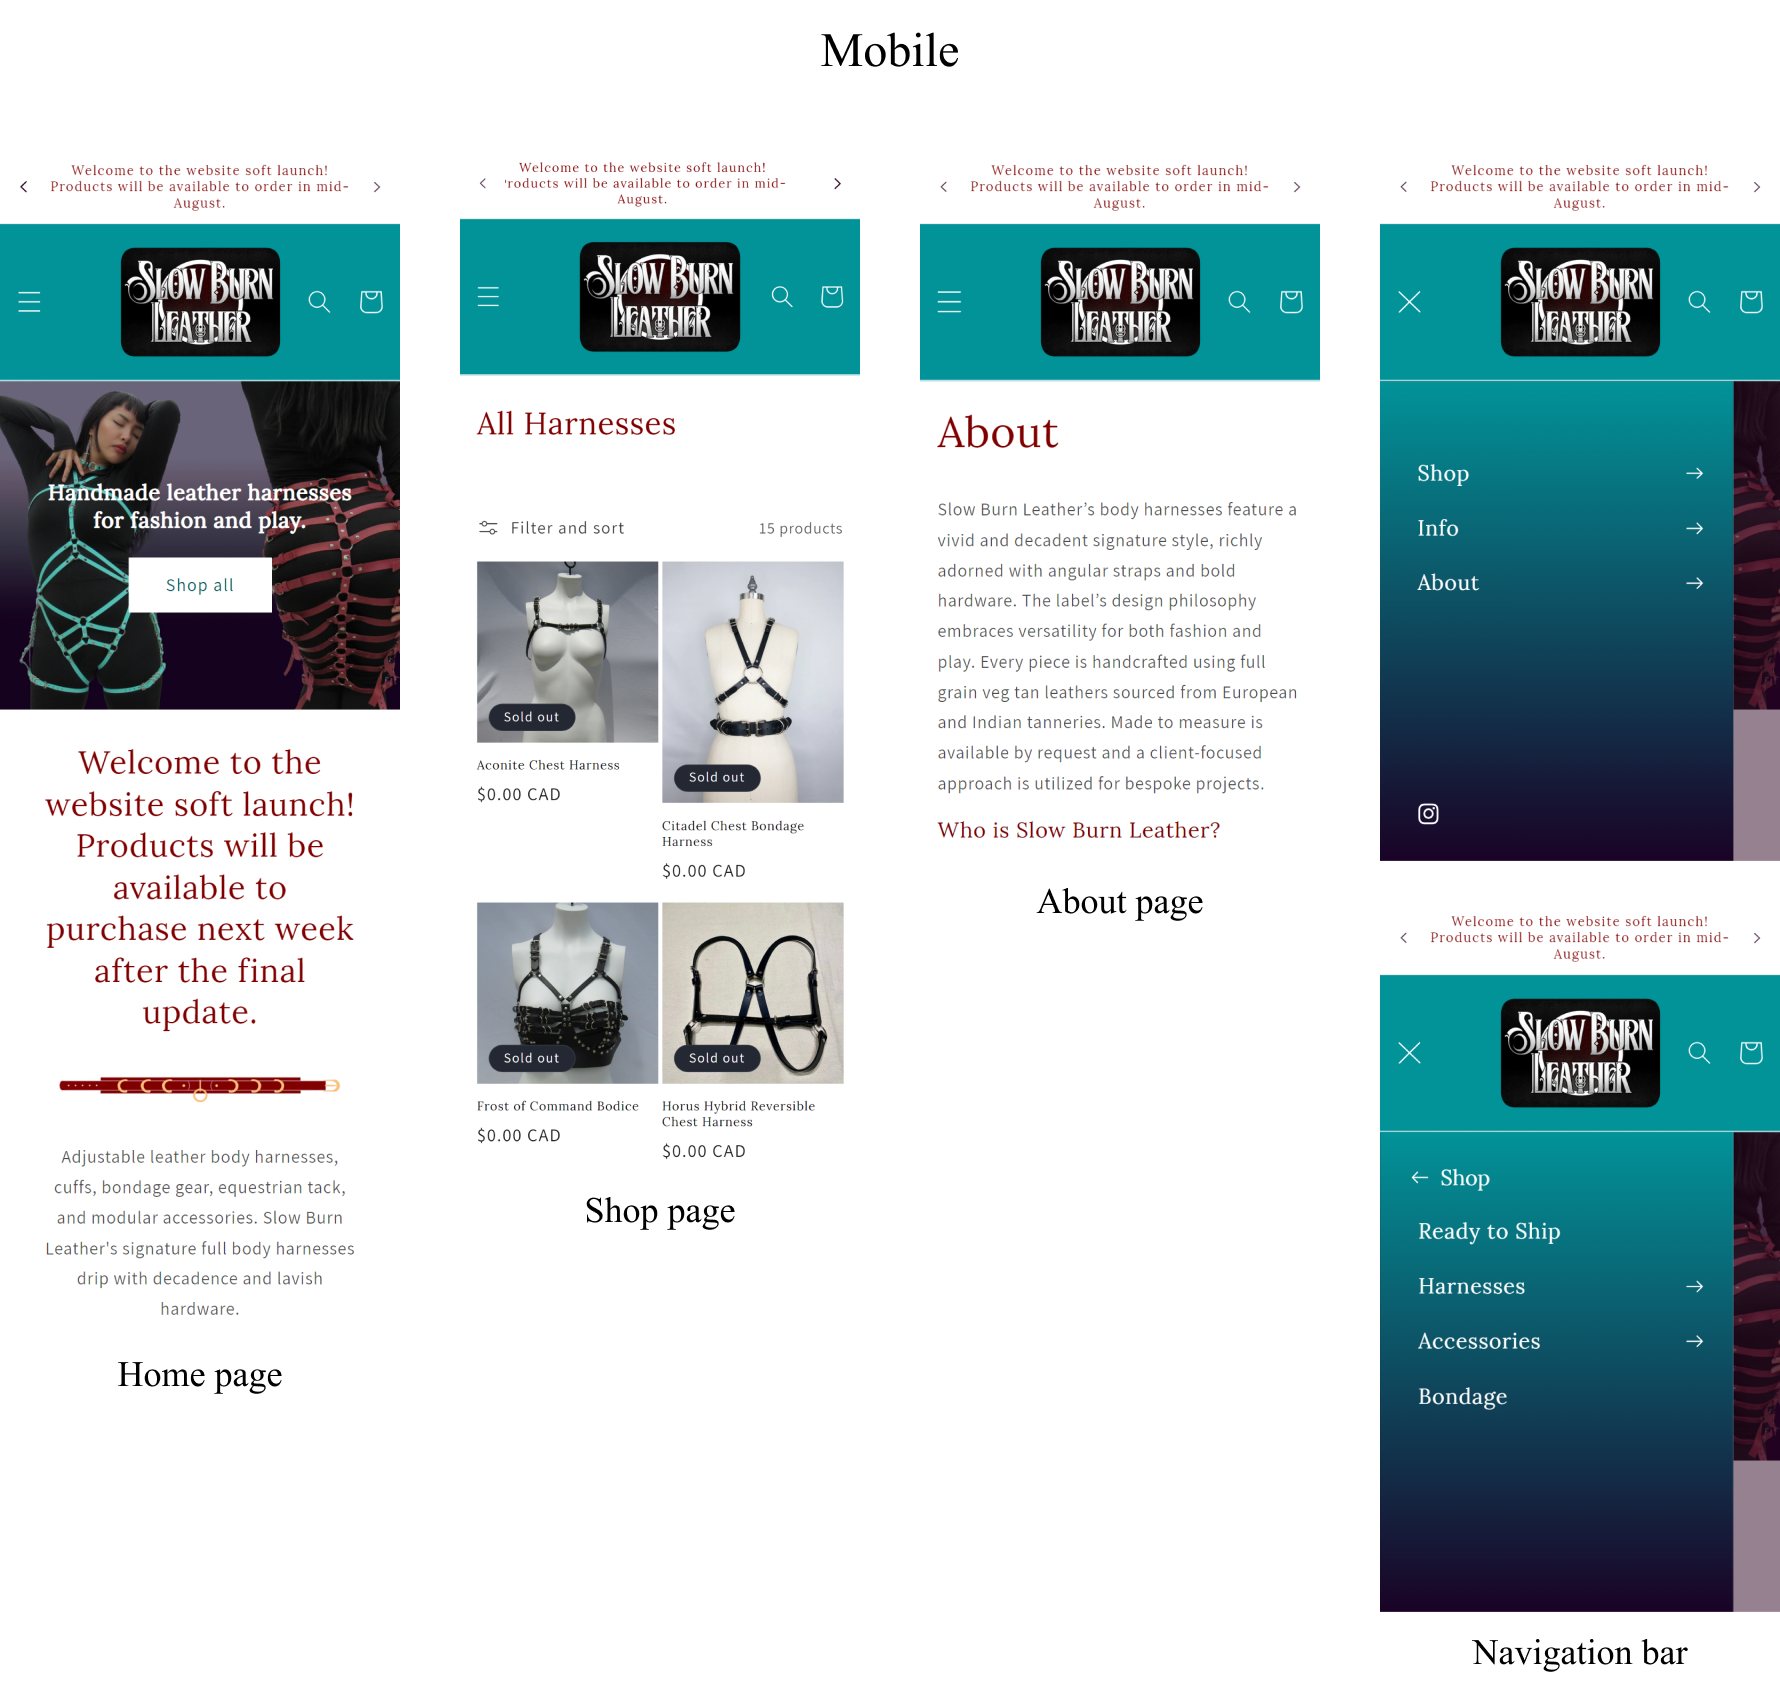 Mobile
Welcome to the website soft launch!
Products will be available to order in mid-
August.
SLOW BURN
LEATHER
Handmade leather harnesses
for fashion and play.
Shop all
Welcome to the
website soft launch!
Products will be
available to
purchase next week
after the final
update.
Adjustable leather body harnesses,
cuffs, bondage gear, equestrian tack,
and modular accessories. Slow Burn
Leather's signature full body harnesses
drip with decadence and lavish
hardware.
Home page
Welcome to the website soft launch!
roducts will be available to order in mid-
August.
SLOW BURN
LEATHER
All Harnesses
Filter and sort
15 products
Sold out
Aconite Chest Harness
$0.00 CAD
Sold out
Citadel Chest Bondage
Harness
$0.00 CAD
Sold out
Frost of Command Bodice
$0.00 CAD
Sold out
Horus Hybrid Reversible
Chest Harness
$0.00 CAD
Shop page
Welcome to the website soft launch!
Products will be available to order in mid-
August.
SLOW BURN
LEATHER
About
Slow Burn Leather’s body harnesses feature a
vivid and decadent signature style, richly
adorned with angular straps and bold
hardware. The label’s design philosophy
embraces versatility for both fashion and
play. Every piece is handcrafted using full
grain veg tan leathers sourced from European
and Indian tanneries. Made to measure is
available by request and a client-focused
approach is utilized for bespoke projects.
Who is Slow Burn Leather?
About page
Welcome to the website soft launch!
Products will be available to order in mid-
August.
SLOW BURN
LEATHER
Shop
Info
About
Welcome to the website soft launch!
Products will be available to order in mid-
August.
SLOW BURN
LEATHER
Shop
Ready to Ship
Harnesses
Accessories
Bondage
Navigation bar